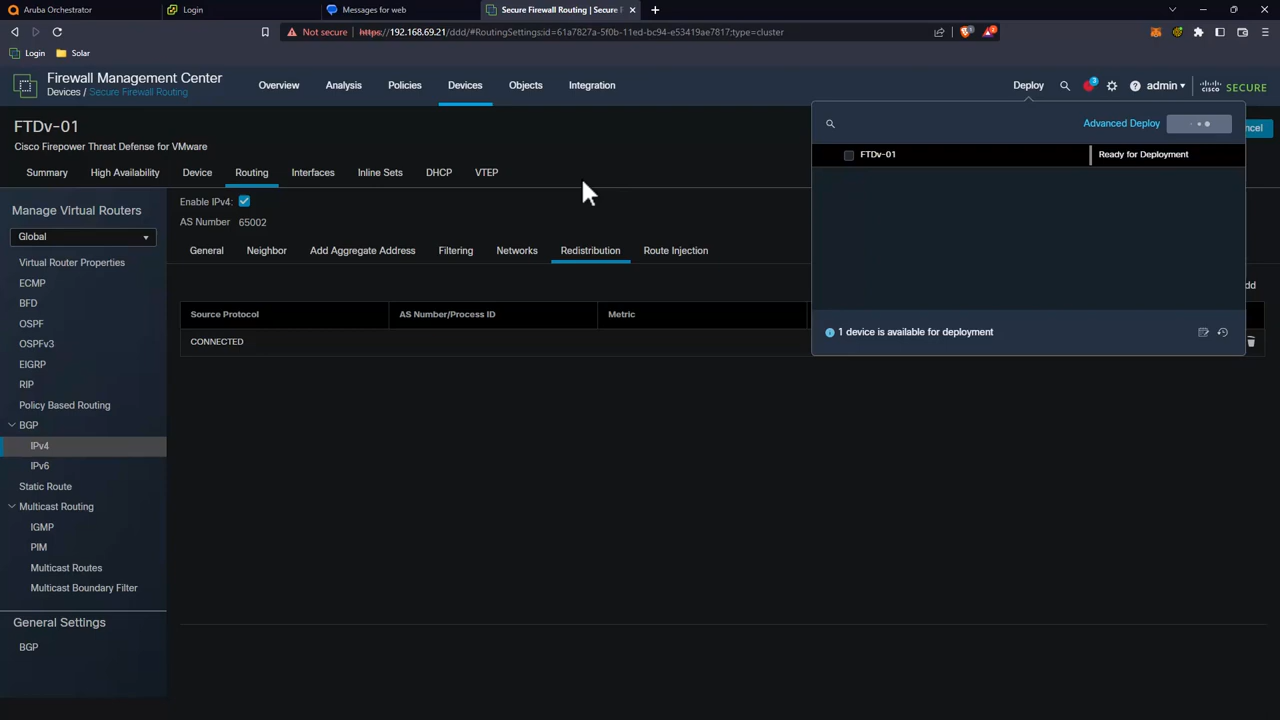 Aruba Orchestrator
Login
Messages for web
Secure Firewall Routing | Secure F
Not secure
https://192.168.69.21/ddd/#RoutingSettings:id=61a7827a-5f0b-11ed-bc94-e53419ae7817:type=cluster
2
Login
Solar
Firewall Management Center
Devices / Secure Firewall Routing
Overview
Analysis
Policies
Devices
Objects
Integration
Deploy
3
admin
CISCO SECURE
FTDv-01
Cisco Firepower Threat Defense for VMware
Advanced Deploy
ncel
FTDv-01
Ready for Deployment
Summary
High Availability
Device
Routing
Interfaces
Inline Sets
DHCP
VTEP
Manage Virtual Routers
Global
Virtual Router Properties
ECMP
BFD
OSPF
OSPFv3
EIGRP
RIP
Policy Based Routing
BGP
IPv4
IPv6
Static Route
Multicast Routing
IGMP
PIM
Multicast Routes
Multicast Boundary Filter
General Settings
BGP
Enable IPv4:
AS Number 65002
General
Neighbor
Add Aggregate Address
Filtering
Networks
Redistribution
Route Injection
dd
Source Protocol
AS Number/Process ID
Metric
CONNECTED
1 device is available for deployment